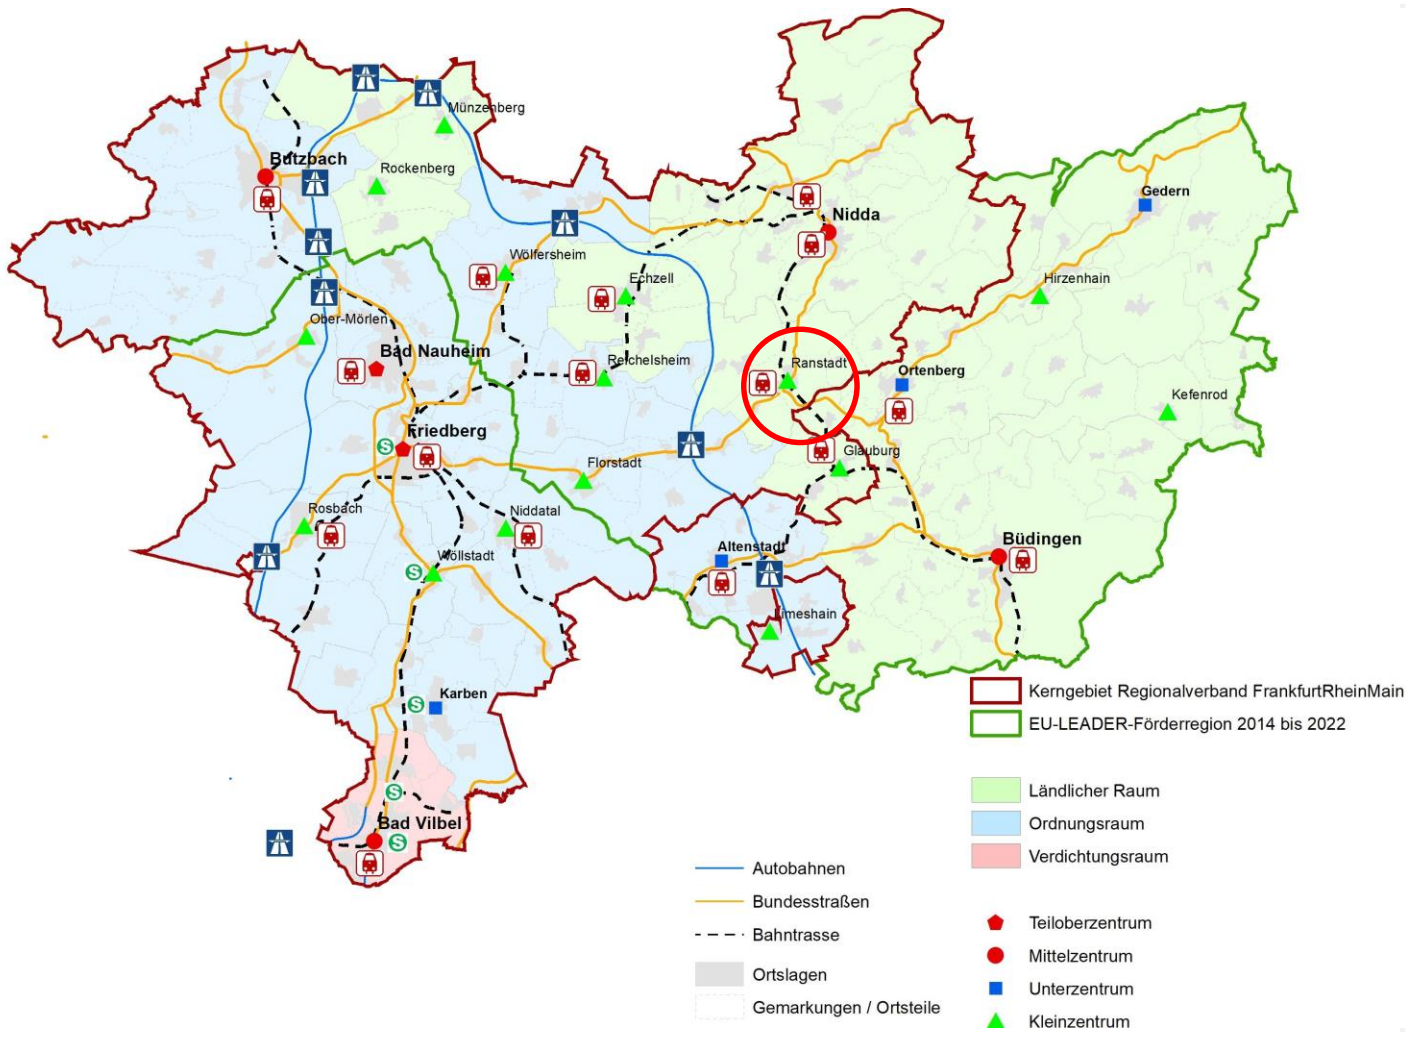 Münzenberg
Butzbach
Rockenberg
Gedern
Nidda
Wölfersheim
Echzell
Hirzenhain
Ober-Mörlen
Bad Nauheim
Reichelsheim
Ranstadt
Ortenberg
Kefenrod
Friedberg
S
Glauburg
Florstadt
Rosbach
Niddatal
Altenstadt
Büdingen
Wöllstadt
S
Limeshain
Karben
S
Kerngebiet Regionalverband FrankfurtRheinMain
EU-LEADER-Förderregion 2014 bis 2022
S
Bad Vilbel
S
Ländlicher Raum
Ordnungsraum
Verdichtungsraum
Autobahnen
Bundesstraßen
Bahntrasse
Ortslagen
Gemarkungen / Ortsteile
Teiloberzentrum
Mittelzentrum
Unterzentrum
Kleinzentrum